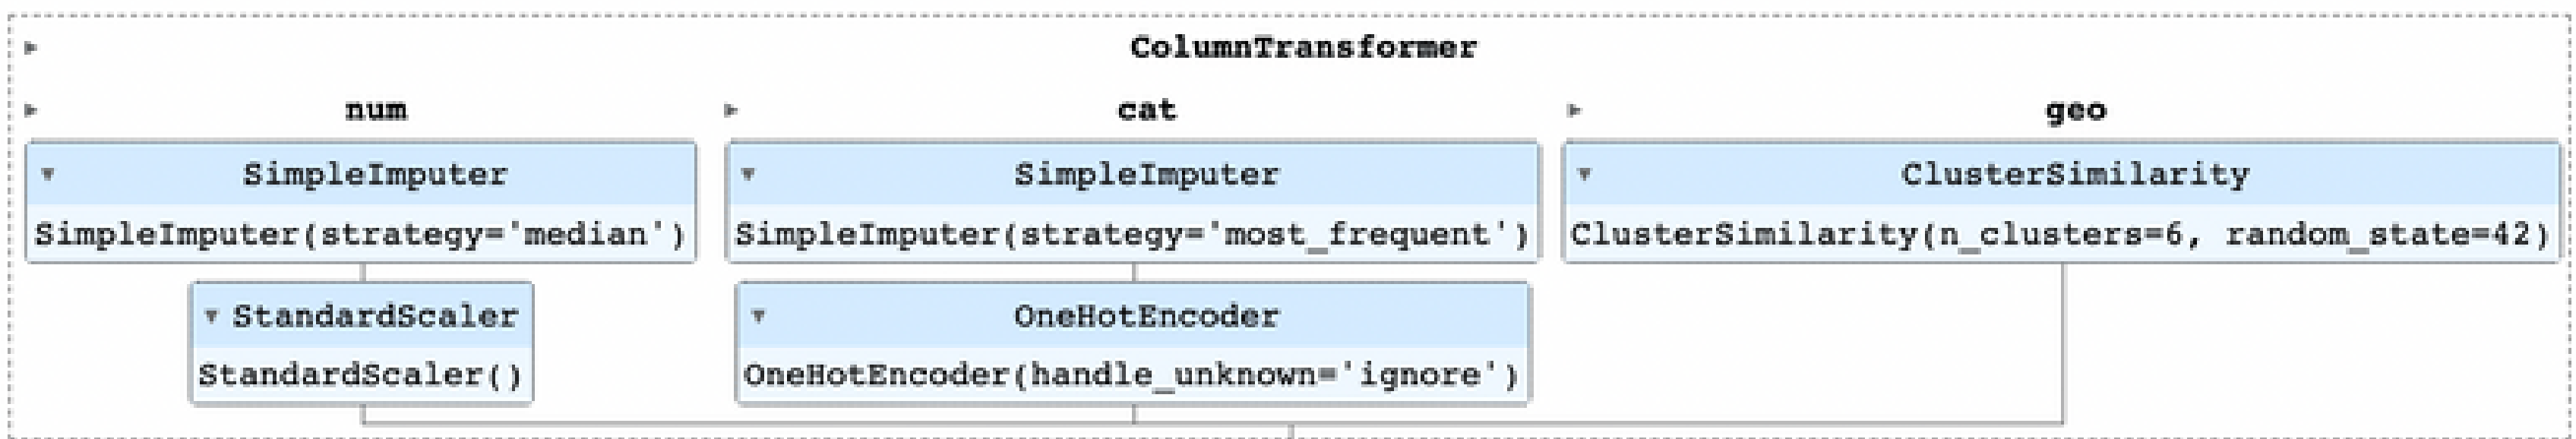 ColumnTransformer
num
cat
geo
SimpleImputer
SimpleImputer
ClusterSimilarity
SimpleImputer(strategy='median')
SimpleImputer(strategy='most_frequent')
ClusterSimilarity(n_clusters=6, random_state=42)
StandardScaler
OneHotEncoder
StandardScaler()
OneHotEncoder(handle_unknown='ignore')